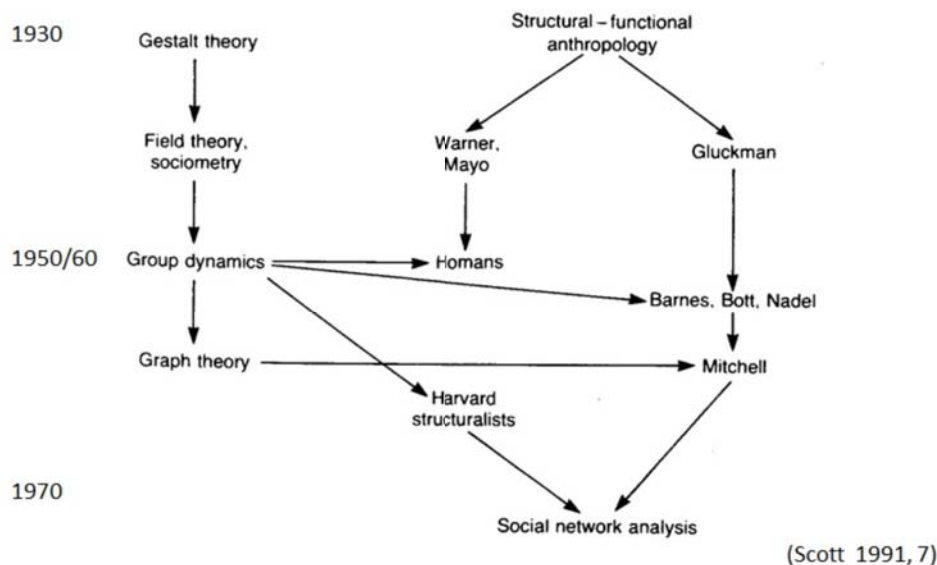 1930
Gestalt theory
Structural – functional
anthropology
Field theory,
sociometry
Warner,
Mayo
Gluckman
1950/60
Group dynamics
Homans
Barnes, Bott, Nadel
Graph theory
Mitchell
Harvard
structuralists
1970
Social network analysis
(Scott 1991, 7)